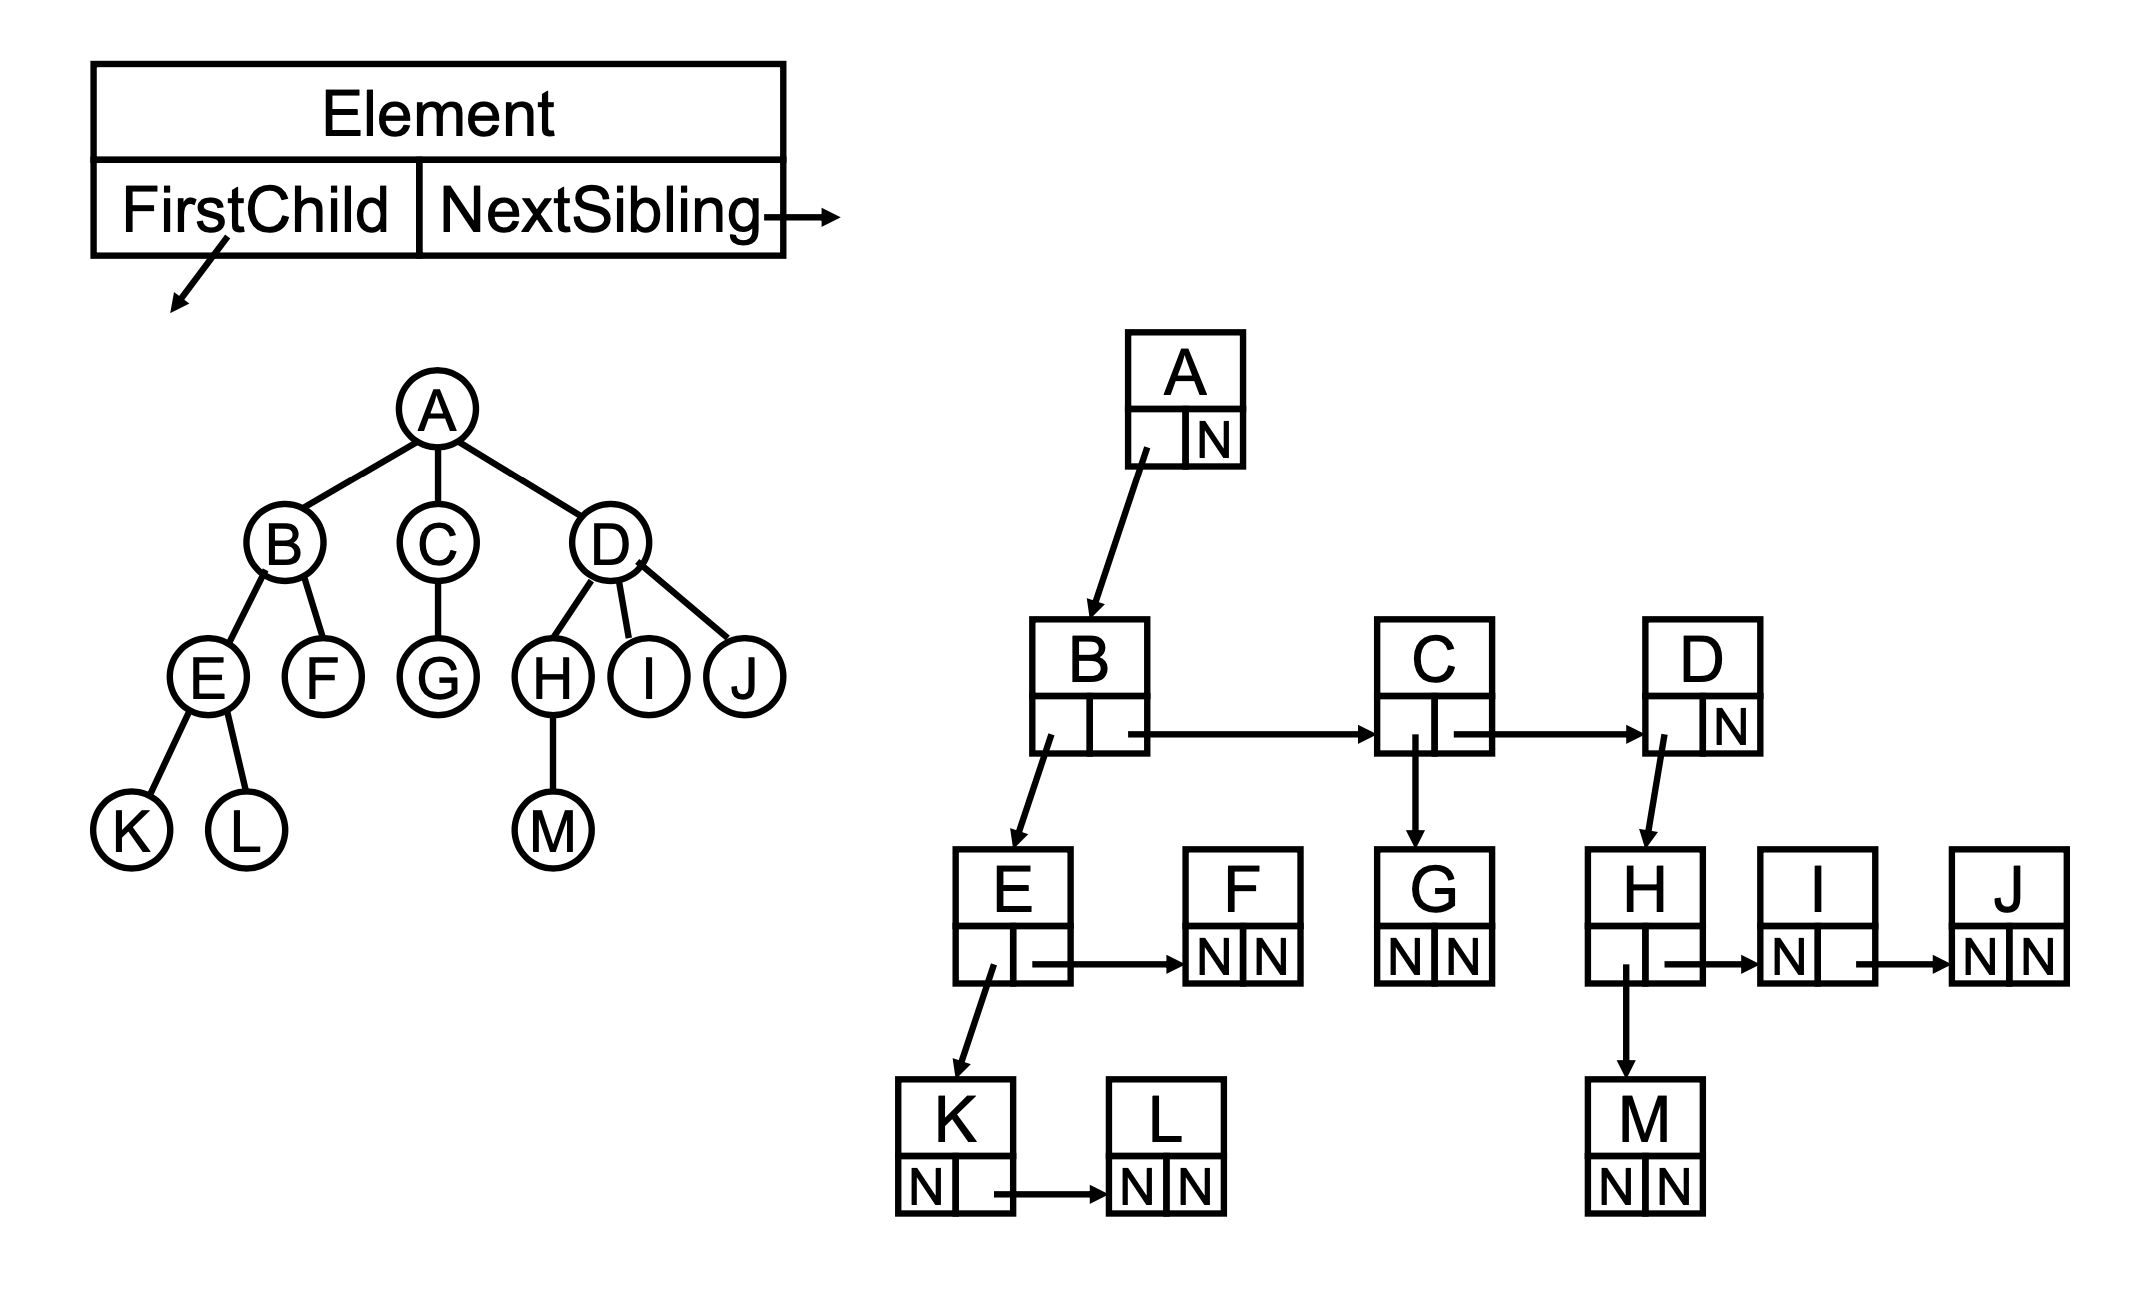 Element
FirstChild NextSibling
A
B C D
E F G H I J
K L M
A
N
B C D
N
E F G H I J
N N N N N N N
K L M
N N N N N